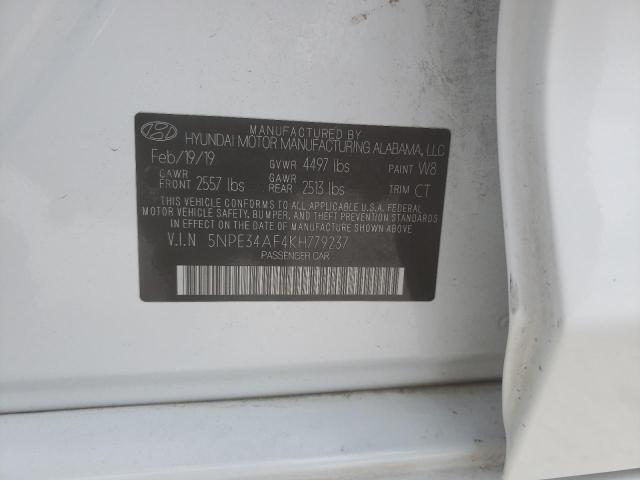 MANUFACTURED BY
HYUNDAI MOTOR MANUFACTURING ALABAMA, LLC
Feb/19/19 GVWR 4497 lbs PAINT W8
GAWR FRONT 2557 lbs GAWR REAR 2513 lbs TRIM CT
THIS VEHICLE CONFORMS TO ALL APPLICABLE U.S.A. FEDERAL
MOTOR VEHICLE SAFETY, BUMPER, AND THEFT PREVENTION STANDARDS
IN EFFECT ON THE DATE OF MANUFACTURE SHOWN ABOVE.
V.I.N 5NPE34AF4KH779237
PASSENGER CAR